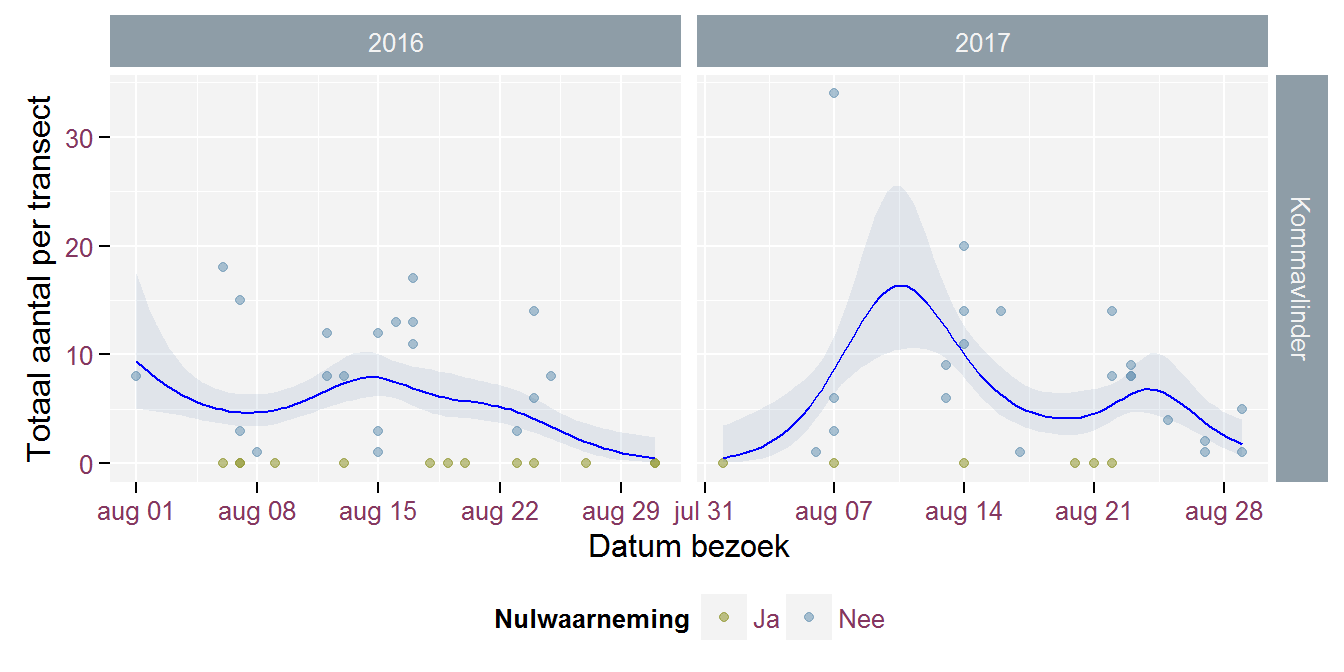 2016
2017
Totaal aantal per transect
30
20
10
0
Kommavlinder
aug 01 aug 08 aug 15 aug 22 aug 29
jul 31 aug 07 aug 14 aug 21 aug 28
Datum bezoek
Nulwaarneming Ja Nee